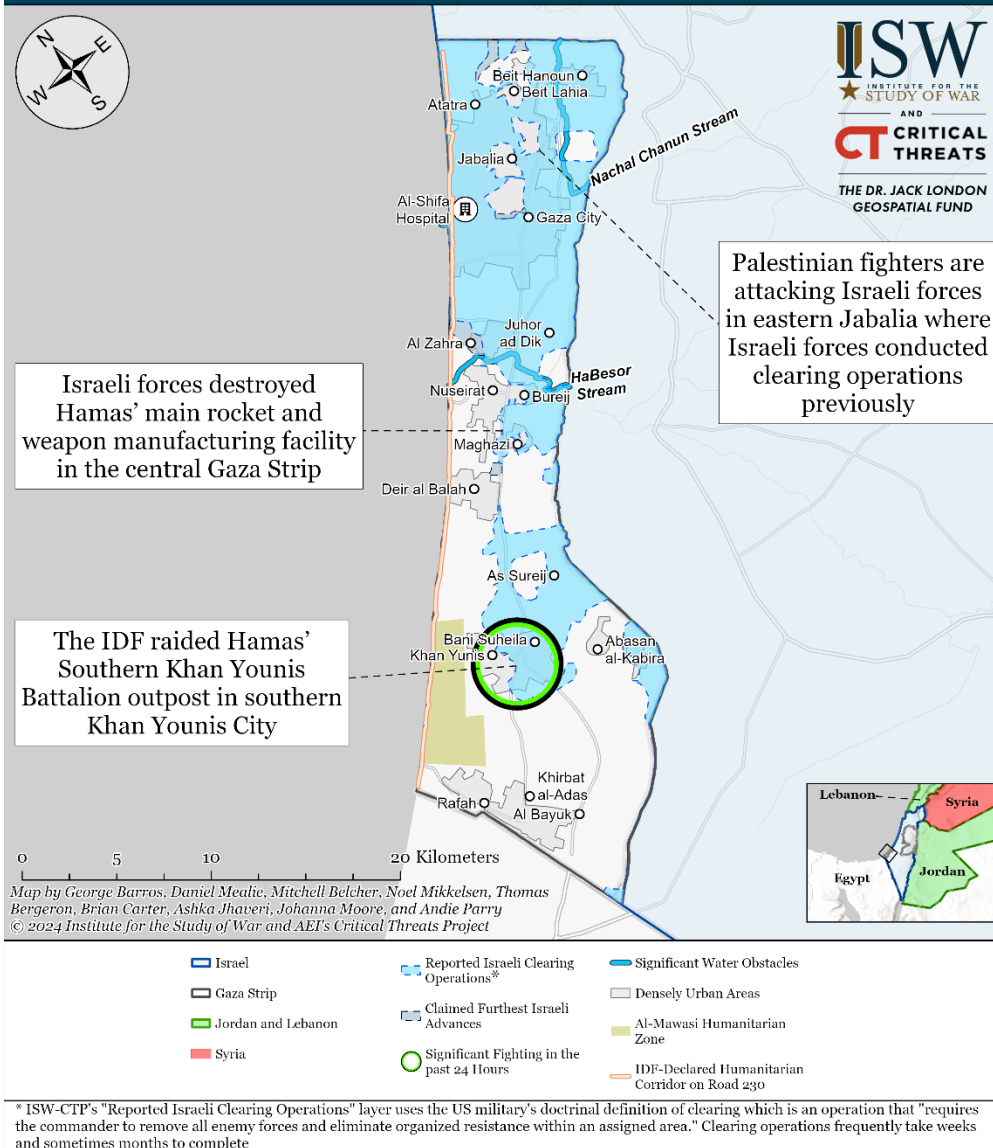 N
E
W
S
ISW
INSTITUTE FOR THE
STUDY OF WAR
AND
CT CRITICAL
THREATS
THE DR. JACK LONDON
GEOSPATIAL FUND
Beit Hanoun
Beit Lahia
Atatra
Nachal Chanun Stream
Jabalia
Al-Shifa
Hospital
Gaza City
Palestinian fighters are
attacking Israeli forces
in eastern Jabalia where
Israeli forces conducted
clearing operations
previously
Juhor
ad Dik
Al Zahra
HaBesor
Stream
Nuseirat
Bureij
Israeli forces destroyed
Hamas' main rocket and
weapon manufacturing facility
in the central Gaza Strip
Maghazi
Deir al Balah
As Sureij
The IDF raided Hamas'
Southern Khan Younis
Battalion outpost in southern
Khan Younis City
Bani Suheila
Khan Yunis
Abasan
al-Kabira
Khirbat
al-Adas
Rafah
Al Bayuk
Lebanon
Syria
Jordan
Egypt
0 5 10 20 Kilometers
Map by George Barros, Daniel Mealie, Mitchell Belcher, Noel Mikkelsen, Thomas
Bergeron, Brian Carter, Ashka Jhaveri, Johanna Moore, and Andie Parry
© 2024 Institute for the Study of War and AEI's Critical Threats Project
Israel
Gaza Strip
Jordan and Lebanon
Syria
Reported Israeli Clearing
Operations*
Claimed Furthest Israeli
Advances
Significant Fighting in the
past 24 Hours
Significant Water Obstacles
Densely Urban Areas
Al-Mawasi Humanitarian
Zone
IDF-Declared Humanitarian
Corridor on Road 230
* ISW-CTP's "Reported Israeli Clearing Operations" layer uses the US military's doctrinal definition of clearing which is an operation that "requires
the commander to remove all enemy forces and eliminate organized resistance within an assigned area." Clearing operations frequently take weeks
and sometimes months to complete